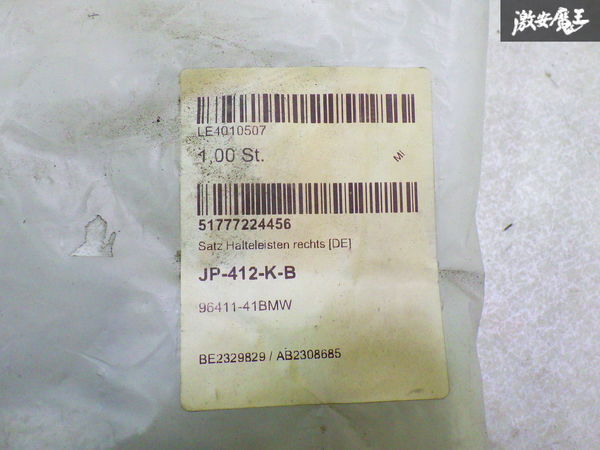 激安魔王
LE4010507
1,00 St.
MI
51777224456
Satz Halteleisten rechts [DE]
JP-412-K-B
96411-41BMW
BE2329829 / AB2308685